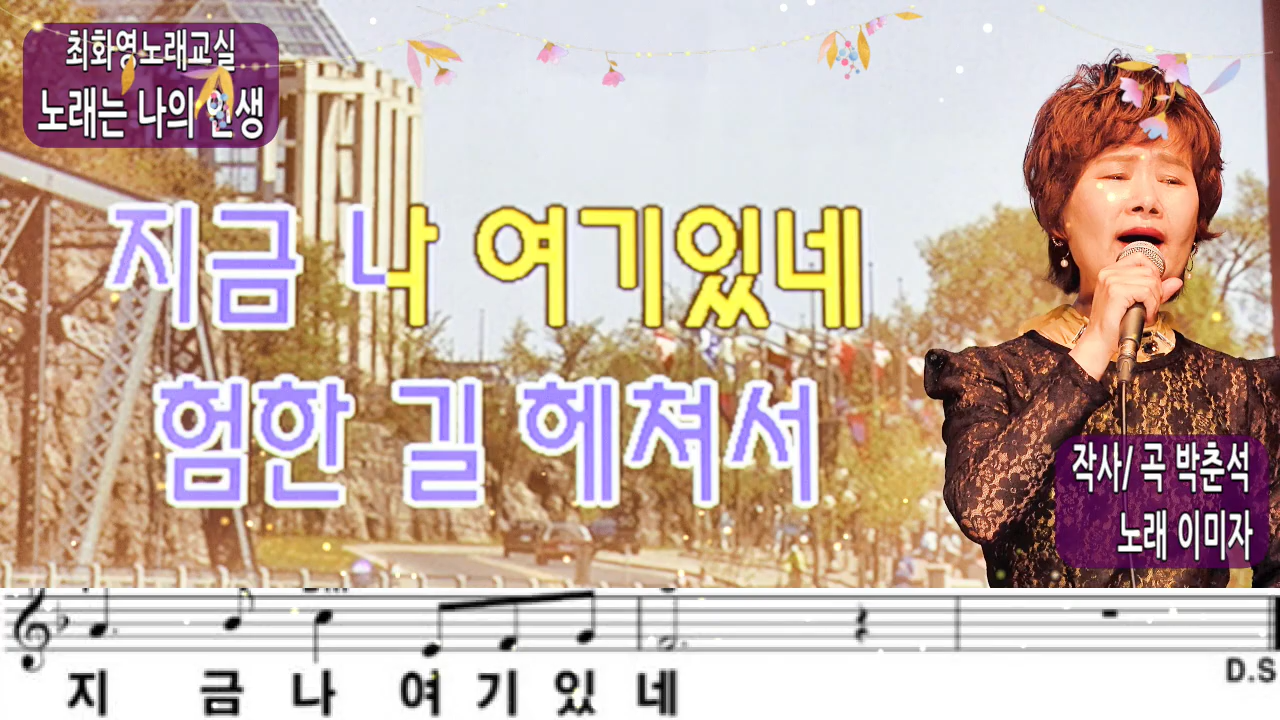 최화영노래교실
노래는 나의 인생
지금 나 여기있네
험한 길 헤쳐서
작사/ 곡 박춘석
노래 이미자
D.S
지 금 나 여 기 있 네